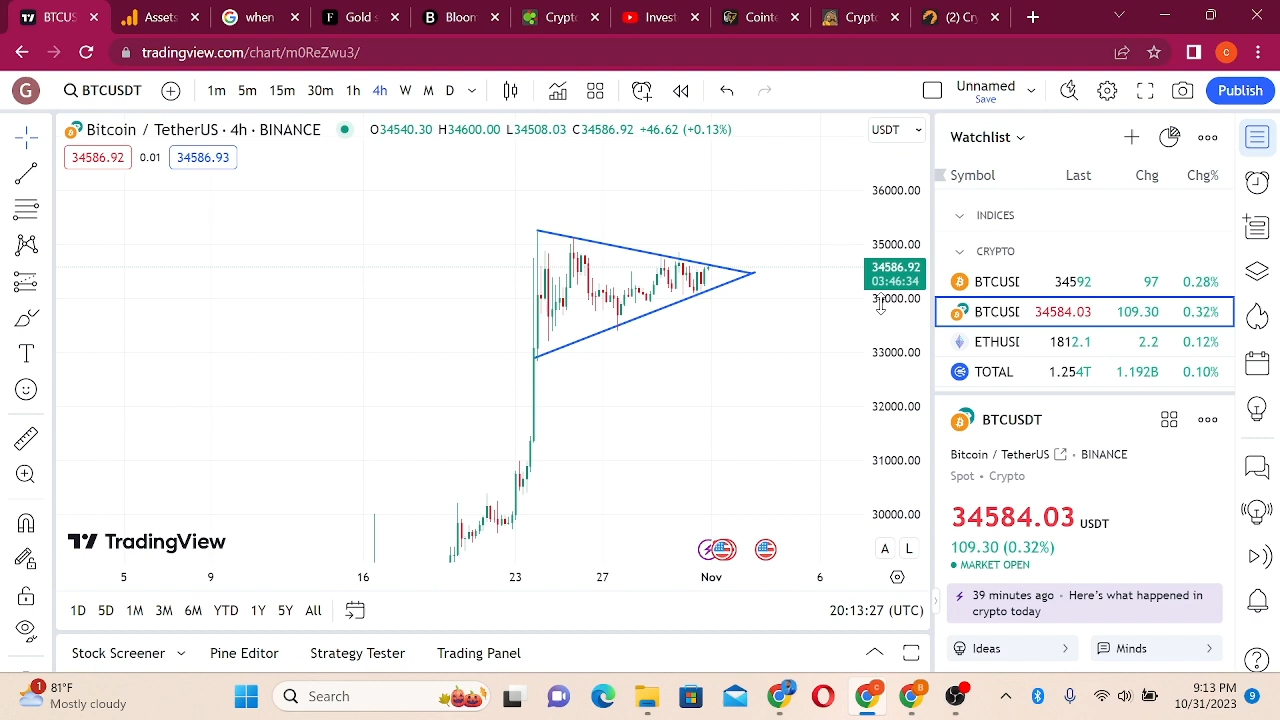 BTCUS
Assets
when
Gold s
Bloom
Crypto
Invest
Cointe
Crypto
(2) Cry
tradingview.com/chart/m0ReZwu3/
C
G
BTCUSDT
1m 5m 15m 30m 1h 4h W M D
Unnamed
Save
Publish
Bitcoin / TetherUS · 4h · BINANCE O34540.30 H34600.00 L34508.03 C34586.92 +46.62 (+0.13%)
USDT
34586.92 0.01 34586.93
36000.00
35000.00
34586.92
03:46:34
33000.00
32000.00
31000.00
30000.00
TradingView
A L
5 9 16 23 27 Nov 6
1D 5D 1M 3M 6M YTD 1Y 5Y All
20:13:27 (UTC)
Stock Screener Pine Editor Strategy Tester Trading Panel
Watchlist
Symbol Last Chg Chg%
INDICES
CRYPTO
BTCUSI 34592 97 0.28%
BTCUSI 34584.03 109.30 0.32%
ETHUSI 1812.1 2.2 0.12%
TOTAL 1.254T 1.192B 0.10%
BTCUSDT
Bitcoin / TetherUS · BINANCE
Spot • Crypto
34584.03 USDT
109.30 (0.32%)
MARKET OPEN
39 minutes ago · Here's what happened in
crypto today
Ideas
Minds
1
81°F
Mostly cloudy
Search
C
B
9:13 PM
10/31/2023
9